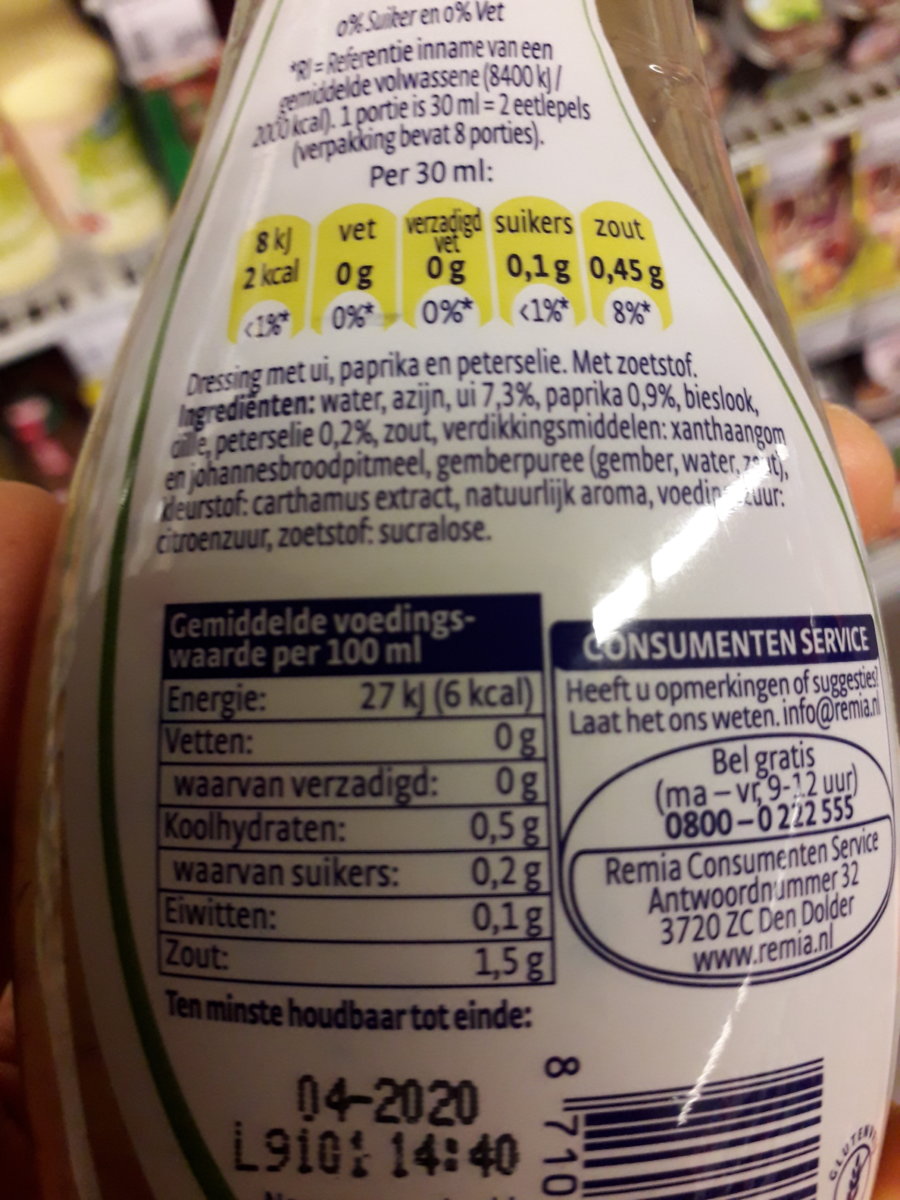 0% Suiker en 0% Vet
*RI = Referentie inname van een
gemiddelde volwassene (8400 kJ /
2000 kcal). 1 portie is 30 ml = 2 eetlepels
(verpakking bevat 8 porties).
Per 30 ml:
8 kJ
2 kcal
<1%*
vet
0 g
0%*
verzadigd
vet
0 g
0%*
suikers
0,1 g
<1%*
zout
0,45 g
8%*
Dressing met ui, paprika en peterselie. Met zoetstof.
Ingrediënten: water, azijn, ui 7,3%, paprika 0,9%, bieslook,
dille, peterselie 0,2%, zout, verdikkingsmiddelen: xanthaangom
en johannesbroodpitmeel, gemberpuree (gember, water, zout),
kleurstof: carthamus extract, natuurlijk aroma, voedingszuur:
citroenzuur, zoetstof: sucralose.
Gemiddelde voedings-
waarde per 100 ml
Energie: 27 kJ (6 kcal)
Vetten: 0 g
waarvan verzadigd: 0 g
Koolhydraten: 0,5 g
waarvan suikers: 0,2 g
Eiwitten: 0,1 g
Zout: 1,5 g
CONSUMENTEN SERVICE
Heeft u opmerkingen of suggesties?
Laat het ons weten. info@remia.nl
Bel gratis
(ma – vr, 9-12 uur)
0800 – 0 222 555
Remia Consumenten Service
Antwoordnummer 32
3720 ZC Den Dolder
www.remia.nl
Ten minste houdbaar tot einde:
04-2020
L9101 14:40
8 710